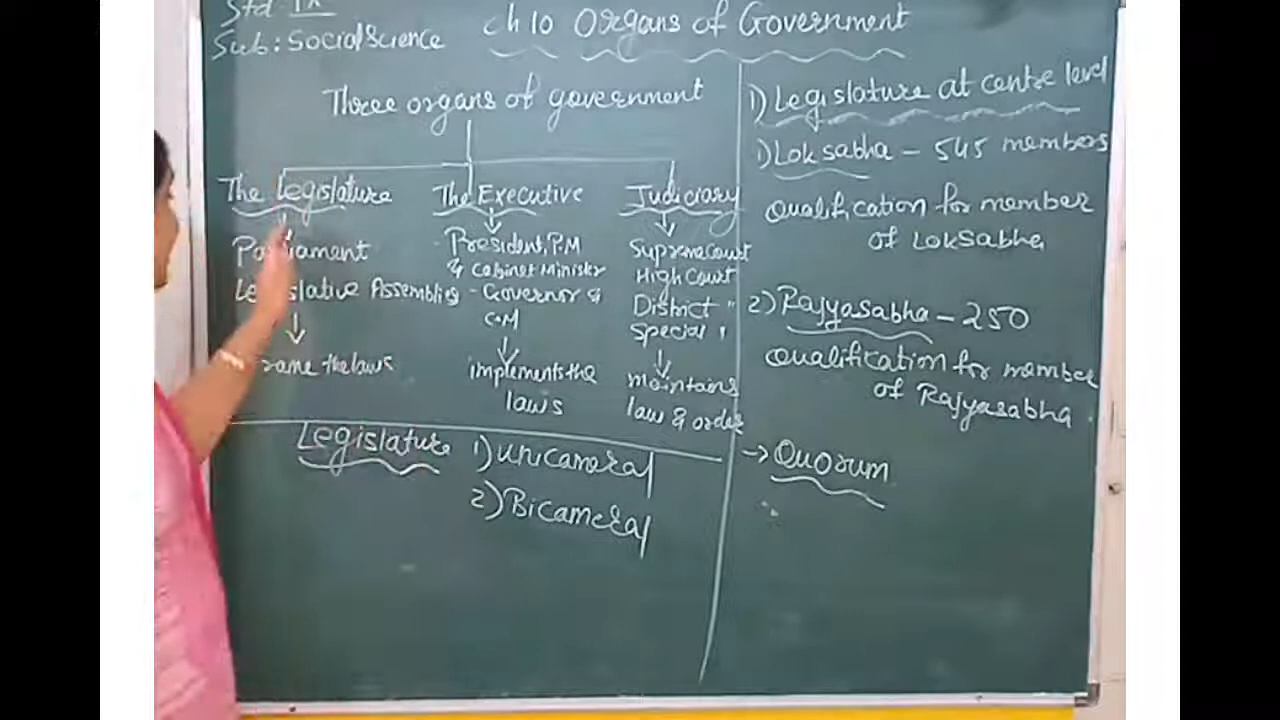 Std: IX
Sub: Social Science
Ch 10 Organs of Government
Three organs of government
The Legislature
Parliament
Legislative Assemblies
Frame the laws
The Executive
- President, P.M
& Cabinet Minister
- Governor &
C.M
implements the
laws
Judiciary
Supreme Court
High Court
District "
Special "
maintains
law & order
Legislature
1) Unicameral
2) Bicameral
1) Legislature at centre level
1) Loksabha - 545 members
Qualification for member
of Loksabha
2) Rajyasabha - 250
Qualification for member
of Rajyasabha
→ Quorum